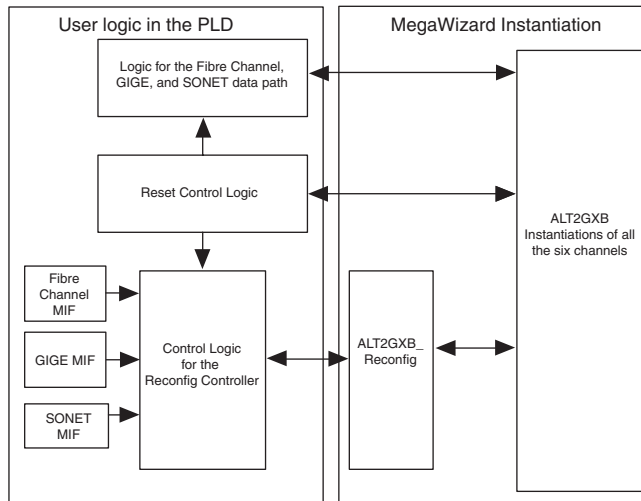 User logic in the PLD
MegaWizard Instantiation
Logic for the Fibre Channel,
GIGE, and SONET data path
Reset Control Logic
ALT2GXB
Instantiations of all
the six channels
Fibre
Channel
MIF
GIGE MIF
SONET
MIF
Control Logic
for the
Reconfig Controller
ALT2GXB_
Reconfig